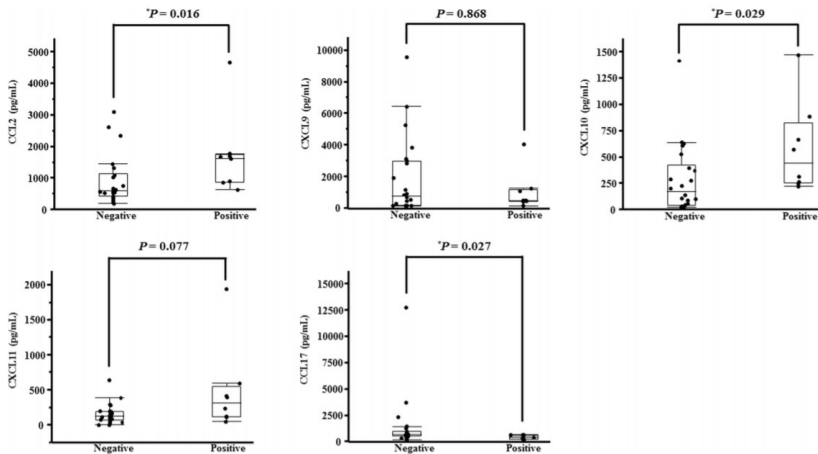 *P = 0.016
CCL2 (pg/mL)
5000
4000
3000
2000
1000
0
Negative Positive
P = 0.868
CXCL9 (pg/mL)
10000
8000
6000
4000
2000
0
Negative Positive
*P = 0.029
CXCL10 (pg/mL)
1500
1250
1000
750
500
250
0
Negative Positive
P = 0.077
CXCL11 (pg/mL)
2000
1500
1000
500
0
Negative Positive
*P = 0.027
CCL17 (pg/mL)
15000
12500
10000
7500
5000
2500
0
Negative Positive